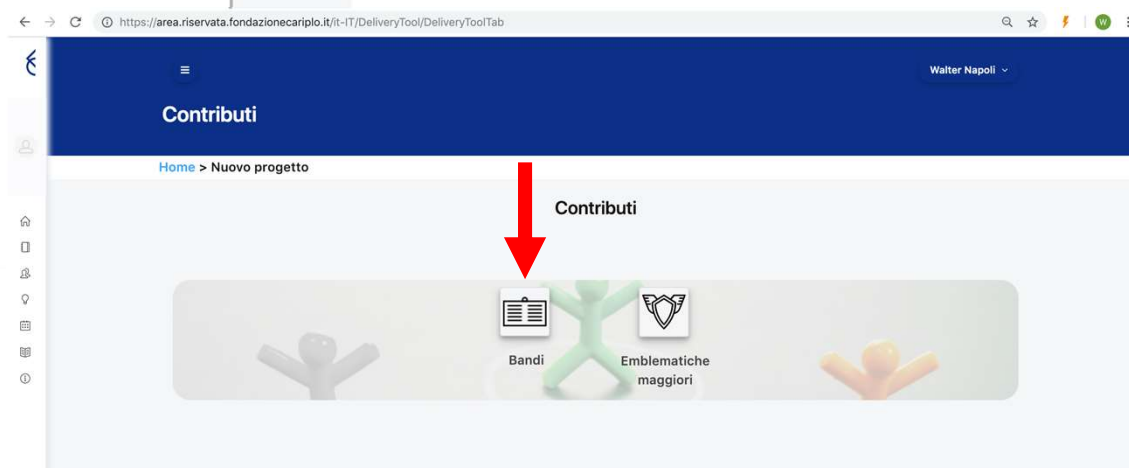 https://area.riservata.fondazionecariplo.it/it-IT/DeliveryTool/DeliveryToolTab
W
Walter Napoli
Contributi
Home > Nuovo progetto
Contributi
Bandi
Emblematiche
maggiori